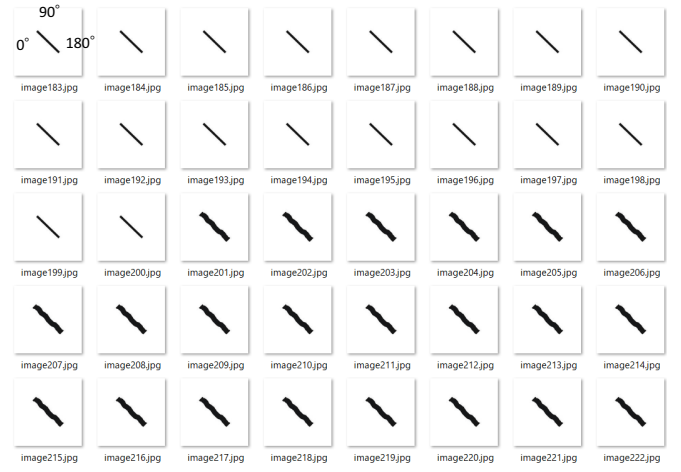 90°
0° 180°
image183.jpg image184.jpg image185.jpg image186.jpg image187.jpg image188.jpg image189.jpg image190.jpg
image191.jpg image192.jpg image193.jpg image194.jpg image195.jpg image196.jpg image197.jpg image198.jpg
image199.jpg image200.jpg image201.jpg image202.jpg image203.jpg image204.jpg image205.jpg image206.jpg
image207.jpg image208.jpg image209.jpg image210.jpg image211.jpg image212.jpg image213.jpg image214.jpg
image215.jpg image216.jpg image217.jpg image218.jpg image219.jpg image220.jpg image221.jpg image222.jpg